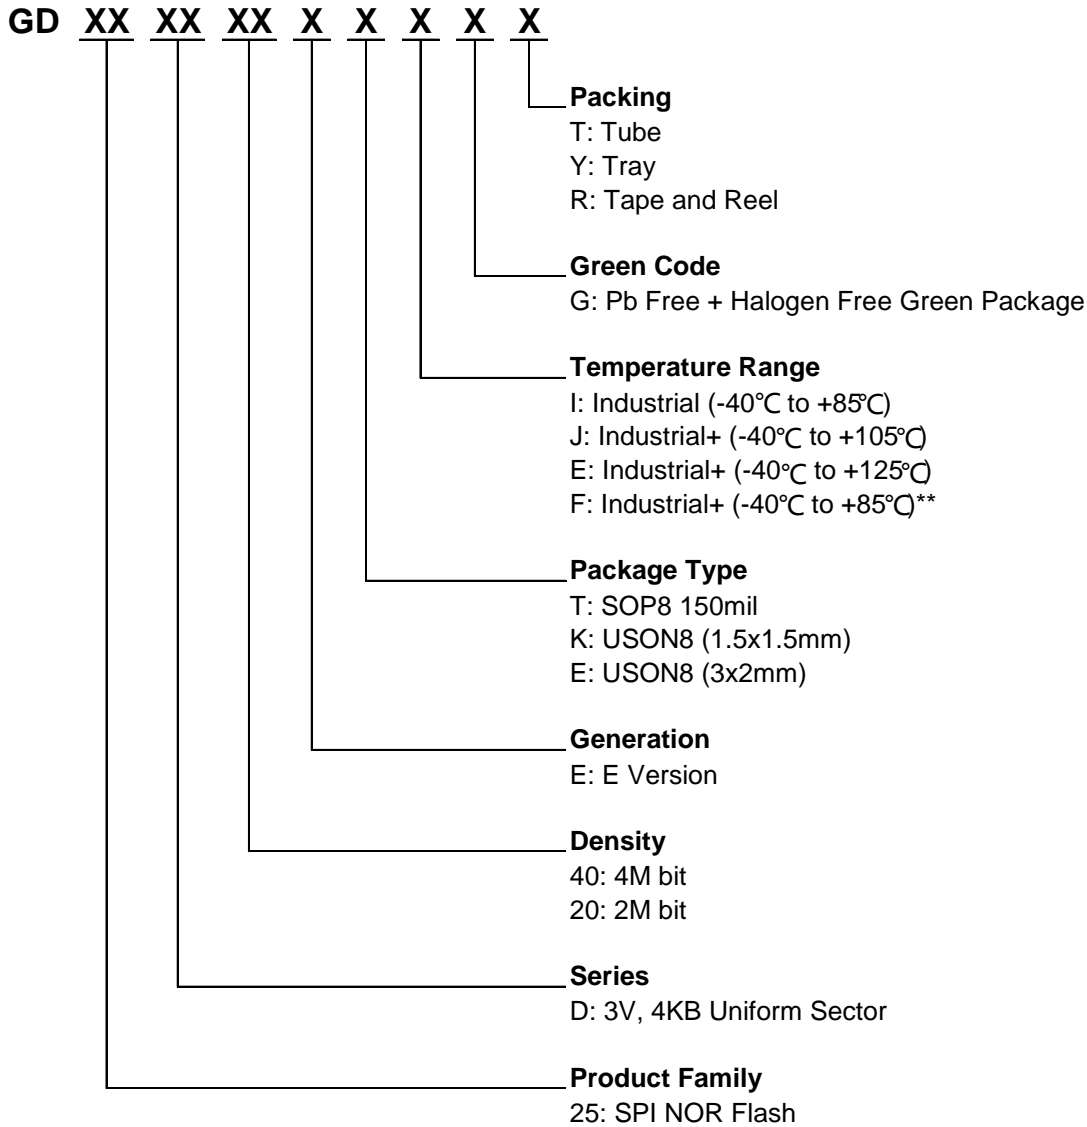 GD XX XX XX X X X X X
Packing
T: Tube
Y: Tray
R: Tape and Reel
Green Code
G: Pb Free + Halogen Free Green Package
Temperature Range
I: Industrial (-40℃ to +85℃)
J: Industrial+ (-40℃ to +105℃)
E: Industrial+ (-40℃ to +125℃)
F: Industrial+ (-40℃ to +85℃)**
Package Type
T: SOP8 150mil
K: USON8 (1.5x1.5mm)
E: USON8 (3x2mm)
Generation
E: E Version
Density
40: 4M bit
20: 2M bit
Series
D: 3V, 4KB Uniform Sector
Product Family
25: SPI NOR Flash